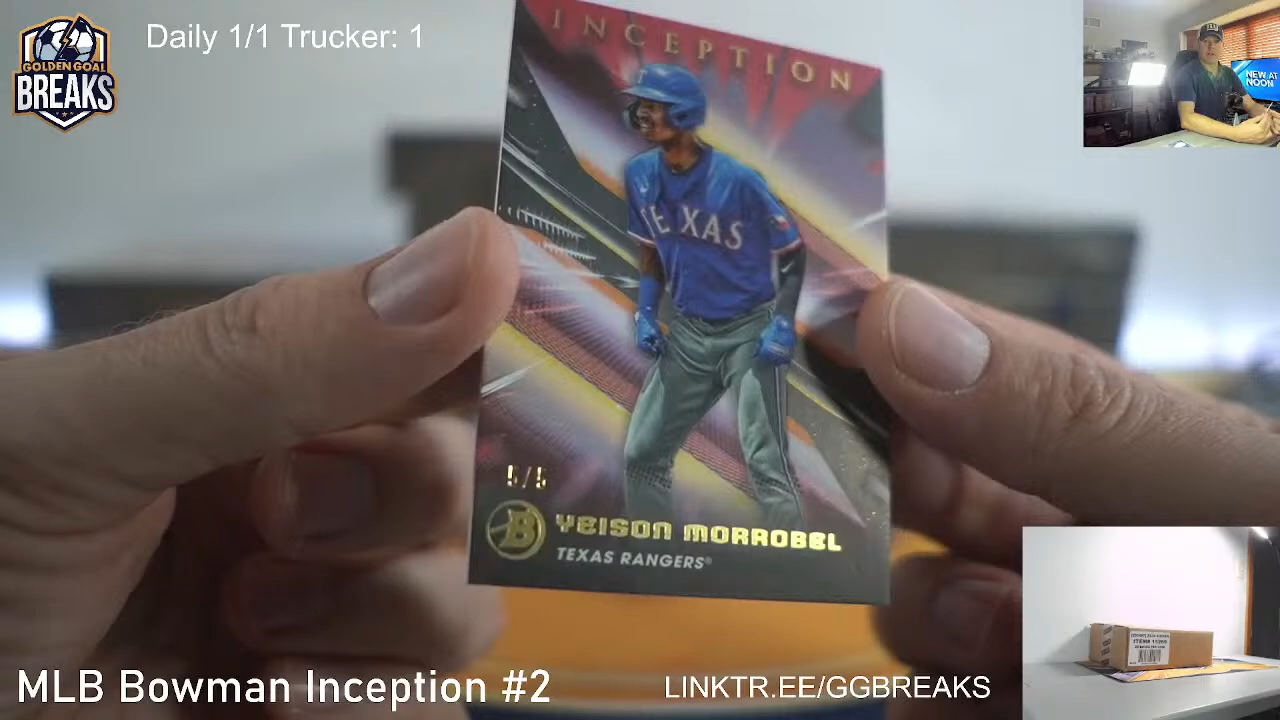 GOLDEN GOAL
BREAKS
Daily 1/1 Trucker: 1
INCEPTION
NEW AT
NOON
TEXAS
5/5
B
YEISON MORROBEL
TEXAS RANGERS®
MLB Bowman Inception #2
LINKTR.EE/GGBREAKS